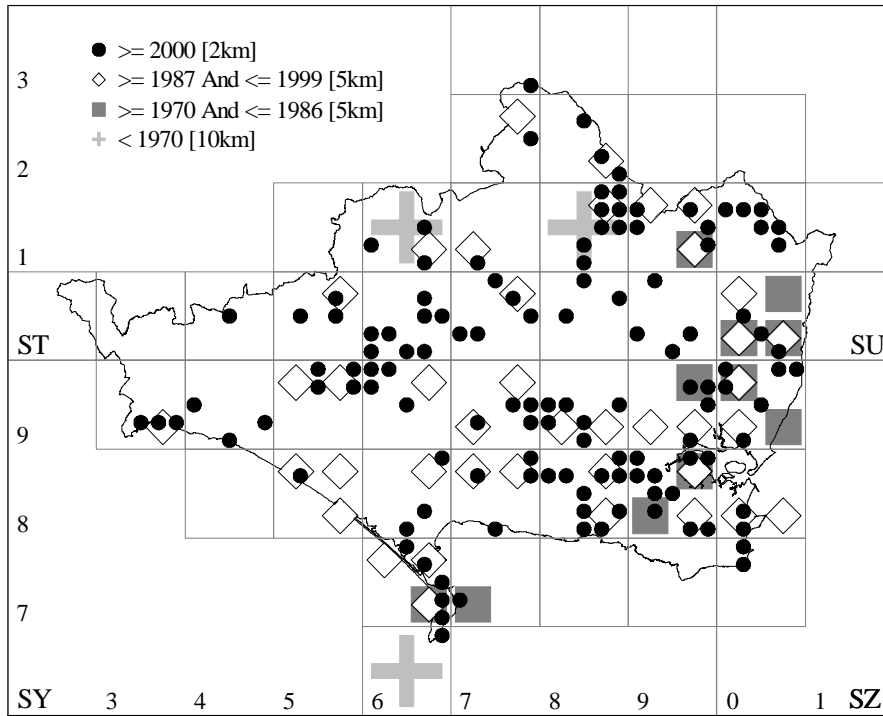 >= 2000 [2km]
>= 1987 And <= 1999 [5km]
>= 1970 And <= 1986 [5km]
< 1970 [10km]
3
2
1
ST SU
9
8
7
SY 3 4 5 6 7 8 9 0 1 SZ